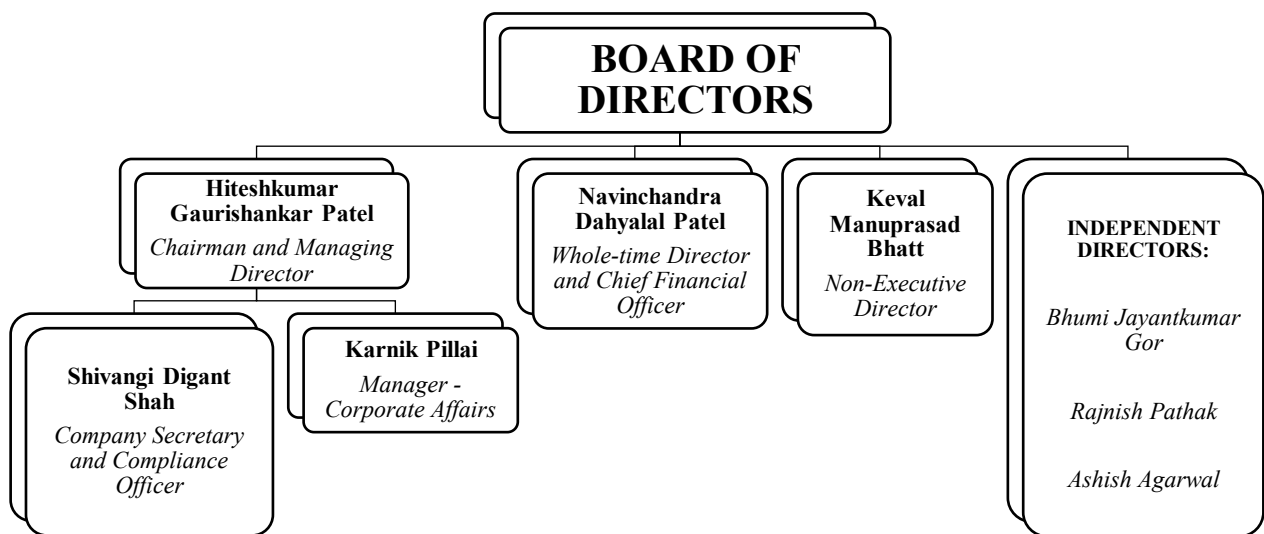 BOARD OF
DIRECTORS
Hiteshkumar
Gaurishankar Patel
Chairman and Managing
Director
Navinchandra
Dahyalal Patel
Whole-time Director
and Chief Financial
Officer
Keval
Manuprasad
Bhatt
Non-Executive
Director
INDEPENDENT
DIRECTORS:
Bhumi Jayantkumar
Gor
Rajnish Pathak
Ashish Agarwal
Shivangi Digant
Shah
Company Secretary
and Compliance
Officer
Karnik Pillai
Manager -
Corporate Affairs